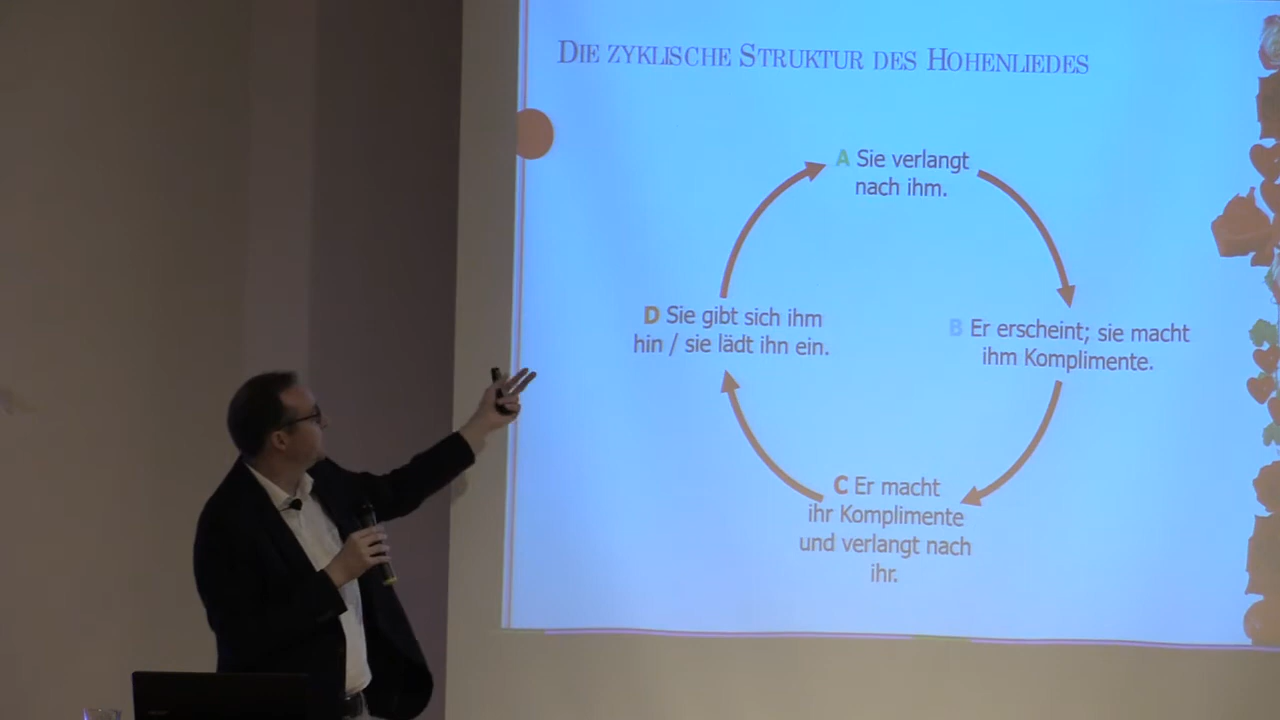 DIE ZYKLISCHE STRUKTUR DES HOHENLIEDES
A Sie verlangt
nach ihm.
B Er erscheint; sie macht
ihm Komplimente.
C Er macht
ihr Komplimente
und verlangt nach
ihr.
D Sie gibt sich ihm
hin / sie lädt ihn ein.